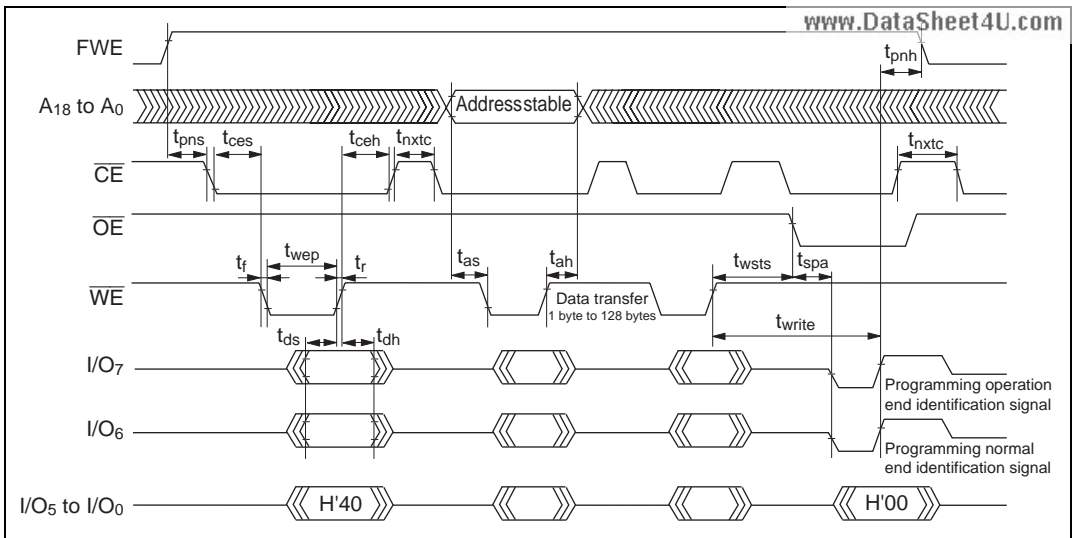 www.DataSheet4U.com
FWE
tpnh
A18 to A0
Addressstable
tpns
tces
tceh
tnxtc
tnxtc
CE
OE
tf
twep
tr
tas
tah
twsts
tspa
WE
Data transfer
1 byte to 128 bytes
twrite
tds
tdh
I/O7
Programming operation
end identification signal
I/O6
Programming normal
end identification signal
I/O5 to I/O0
H'40
H'00